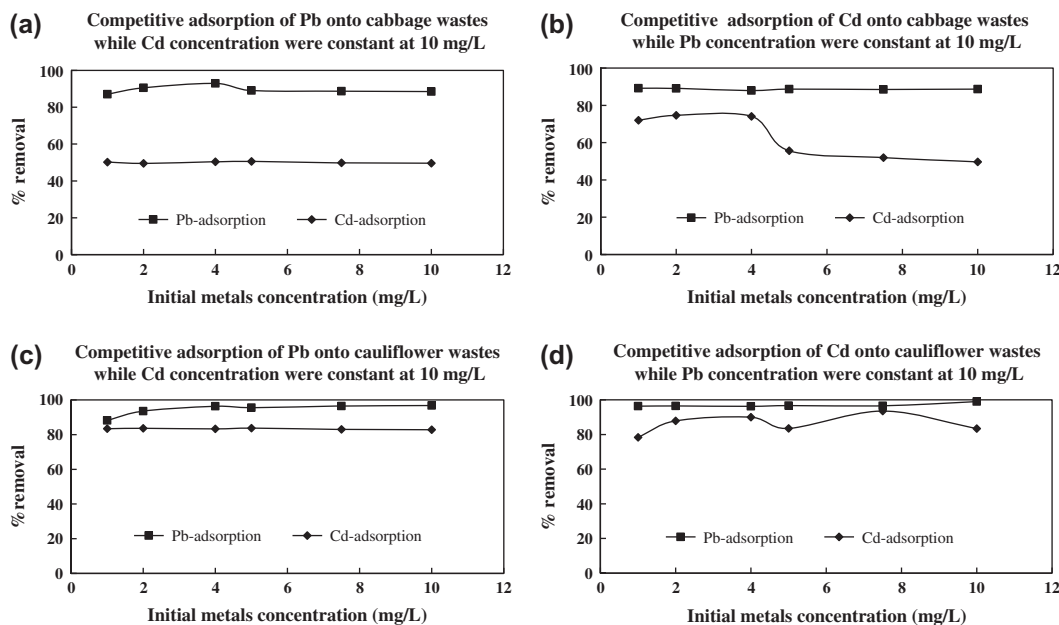 (a)
Competitive adsorption of Pb onto cabbage wastes
while Cd concentration were constant at 10 mg/L
100
80
60
40
20
0
% removal
Pb-adsorption
Cd-adsorption
0 2 4 6 8 10 12
Initial metals concentration (mg/L)
(b)
Competitive adsorption of Cd onto cabbage wastes
while Pb concentration were constant at 10 mg/L
100
80
60
40
20
0
% removal
Pb-adsorption
Cd-adsorption
0 2 4 6 8 10 12
Initial metals concentration (mg/L)
(c)
Competitive adsorption of Pb onto cauliflower wastes
while Cd concentration were constant at 10 mg/L
100
80
60
40
20
0
% removal
Pb-adsorption
Cd-adsorption
0 2 4 6 8 10 12
Initial metals concentration (mg/L)
(d)
Competitive adsorption of Cd onto cauliflower wastes
while Pb concentration were constant at 10 mg/L
100
80
60
40
20
0
% removal
Pb-adsorption
Cd-adsorption
0 2 4 6 8 10 12
Initial metals concentration (mg/L)